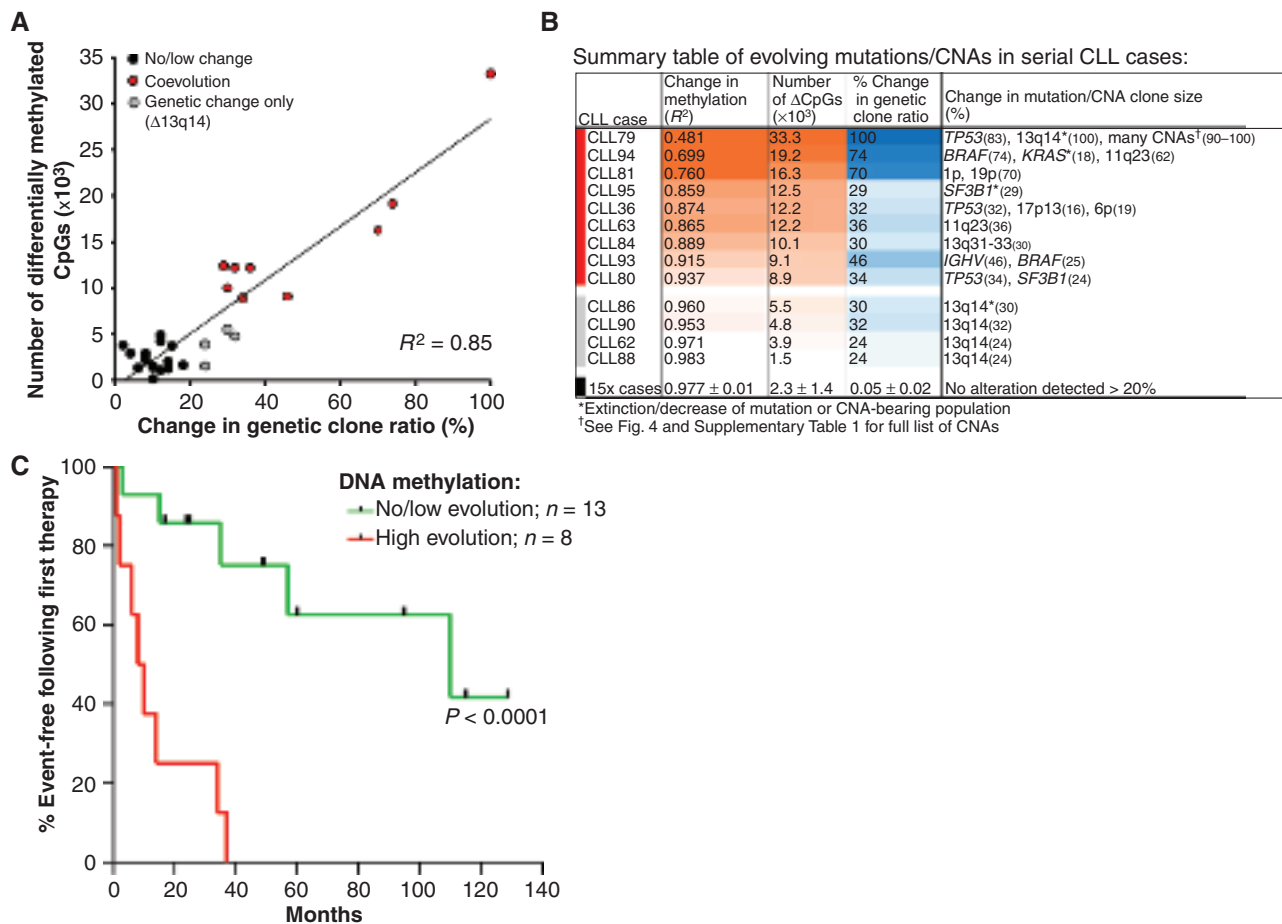 A
Number of differentially methylated
CpGs (×10³)
35
30
25
20
15
10
5
0
No/low change
Coevolution
Genetic change only
(Δ13q14)
R² = 0.85
0 20 40 60 80 100
Change in genetic clone ratio (%)
B
Summary table of evolving mutations/CNAs in serial CLL cases:
CLL case | Change in methylation (R²) | Number of ΔCpGs (×10³) | % Change in genetic clone ratio | Change in mutation/CNA clone size (%)
CLL79 0.481 33.3 100 TP53(83), 13q14*(100), many CNAs†(90–100)
CLL94 0.699 19.2 74 BRAF(74), KRAS*(18), 11q23(62)
CLL81 0.760 16.3 70 1p, 19p(70)
CLL95 0.859 12.5 29 SF3B1*(29)
CLL36 0.874 12.2 32 TP53(32), 17p13(16), 6p(19)
CLL63 0.865 12.2 36 11q23(36)
CLL84 0.889 10.1 30 13q31-33(30)
CLL93 0.915 9.1 46 IGHV(46), BRAF(25)
CLL80 0.937 8.9 34 TP53(34), SF3B1(24)
CLL86 0.960 5.5 30 13q14*(30)
CLL90 0.953 4.8 32 13q14(32)
CLL62 0.971 3.9 24 13q14(24)
CLL88 0.983 1.5 24 13q14(24)
15x cases 0.977 ± 0.01 2.3 ± 1.4 0.05 ± 0.02 No alteration detected > 20%
*Extinction/decrease of mutation or CNA-bearing population
†See Fig. 4 and Supplementary Table 1 for full list of CNAs
C
% Event-free following first therapy
100
80
60
40
20
0
DNA methylation:
No/low evolution; n = 13
High evolution; n = 8
P < 0.0001
0 20 40 60 80 100 120 140
Months